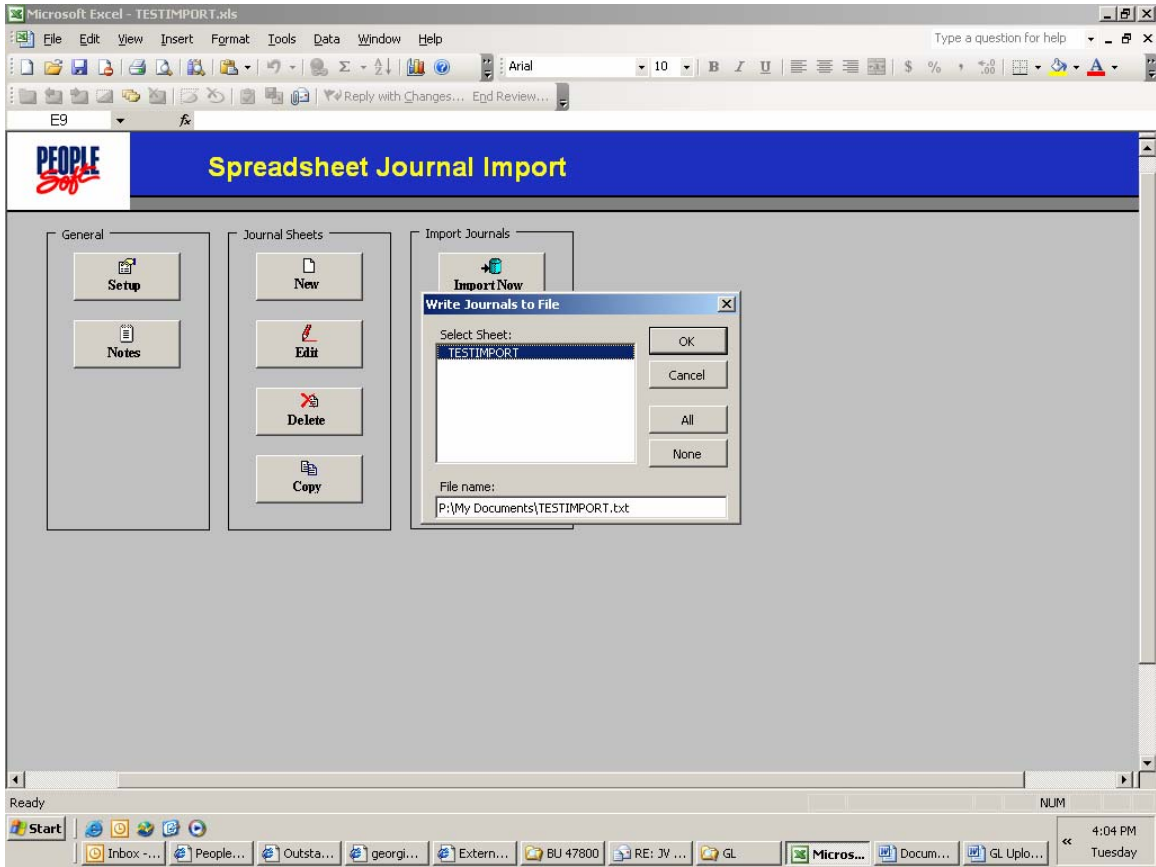 Microsoft Excel - TESTIMPORT.xls
File Edit View Insert Format Tools Data Window Help Type a question for help
Arial 10 B I U $ % ,
Reply with Changes... End Review...
E9 fx
PEOPLE Soft
Spreadsheet Journal Import
General
Journal Sheets
Import Journals
Setup
New
Import Now
Write Journals to File
Select Sheet:
TESTIMPORT
OK
Notes
Edit
Cancel
Delete
All
None
Copy
File name:
P:\My Documents\TESTIMPORT.txt
Ready NUM
Start 4:04 PM
Inbox -... People... Outsta... georgi... Extern... BU 47800 RE: JV ... GL Micros... Docum... GL Uplo... « Tuesday